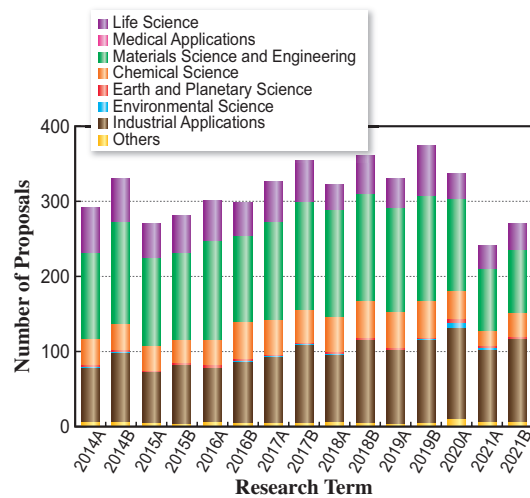 Life Science
Medical Applications
Materials Science and Engineering
Chemical Science
Earth and Planetary Science
Environmental Science
Industrial Applications
Others
400
300
200
100
0
Number of Proposals
2014A
2014B
2015A
2015B
2016A
2016B
2017A
2017B
2018A
2018B
2019A
2019B
2020A
2021A
2021B
Research Term